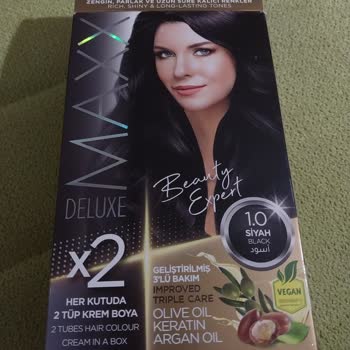 ZENGİN, PARLAK VE UZUN SÜRE KALICI RENKLER
RICH, SHINY & LONG-LASTING TONES
MAXX
DELUXE
Beauty
Expert
1.0
SİYAH
BLACK
أسود
x2
HER KUTUDA
2 TÜP KREM BOYA
2 TUBES HAIR COLOUR
CREAM IN A BOX
GELİŞTİRİLMİŞ
3'LÜ BAKIM
IMPROVED
TRIPLE CARE
OLIVE OIL
KERATIN
ARGAN OIL
VEGAN